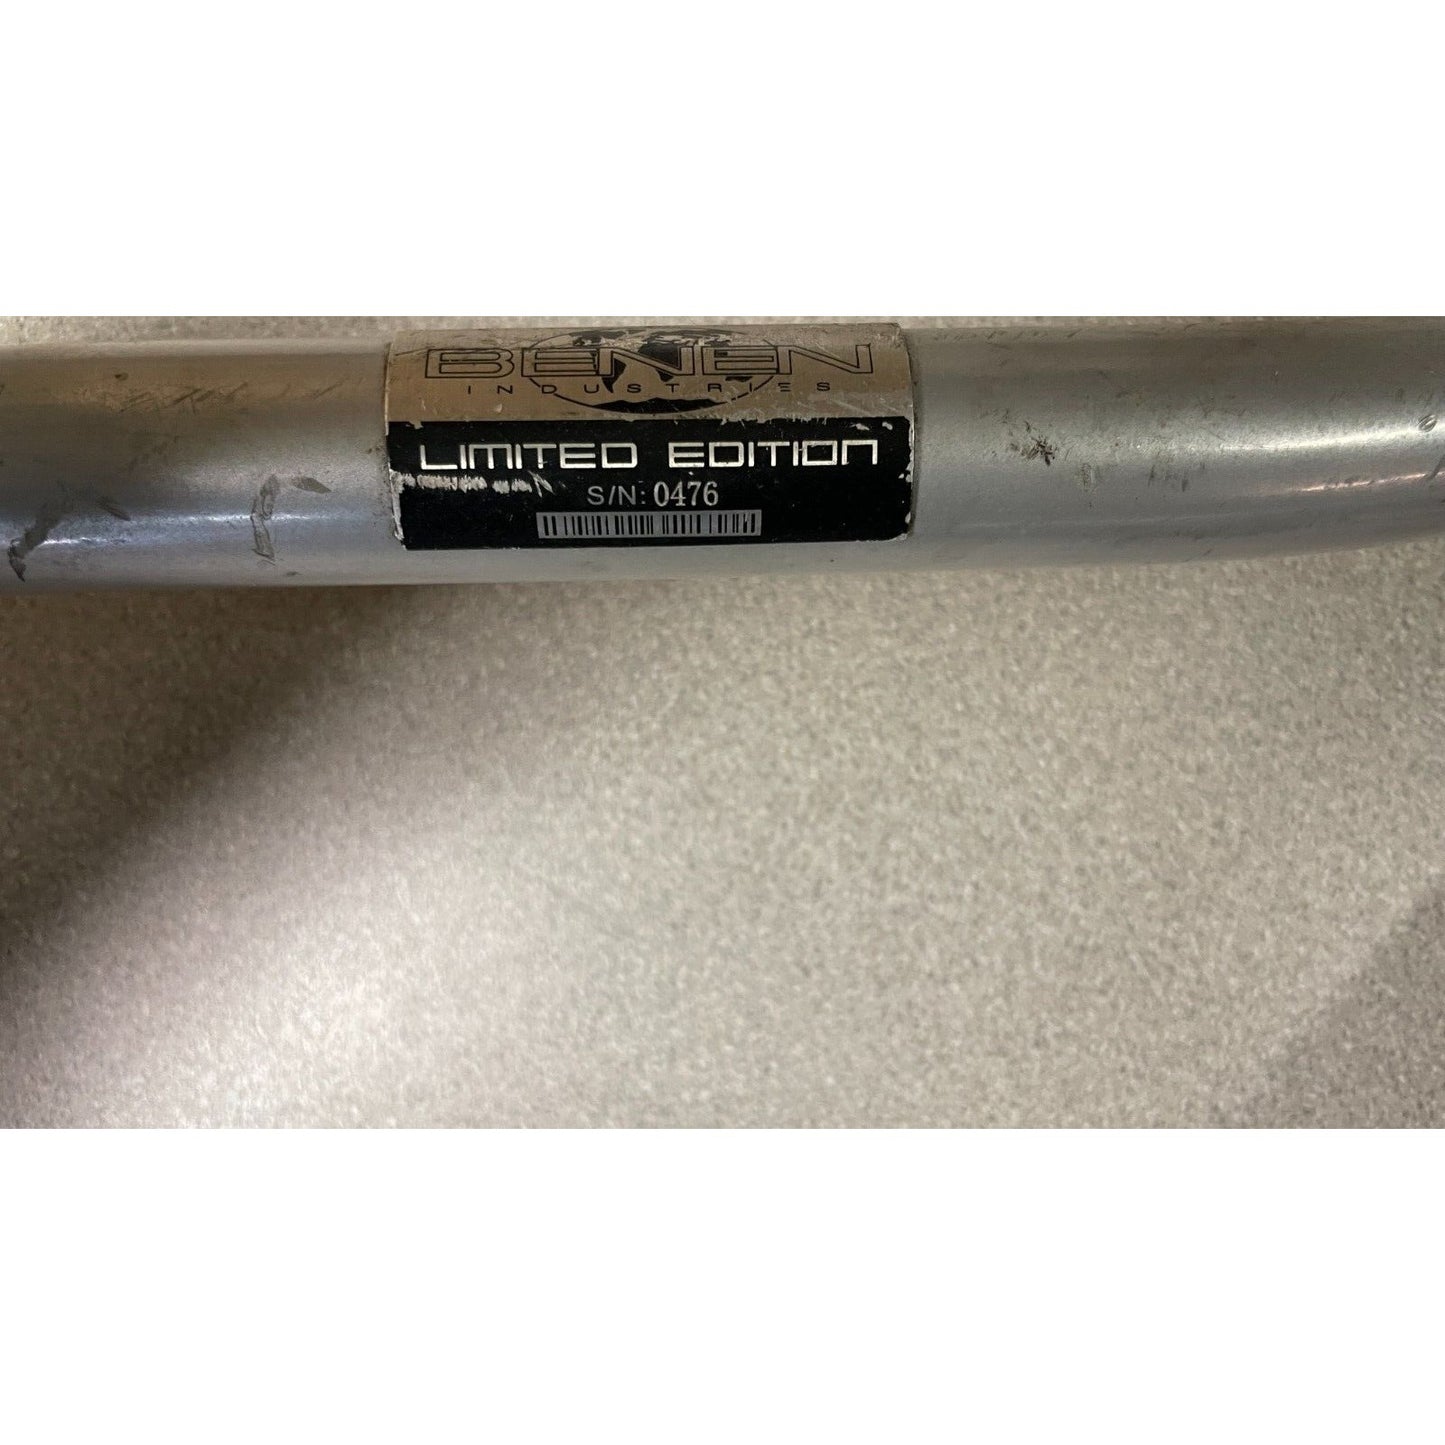 BENEN
INDUSTRIES
LIMITED EDITION
S/N: 0476